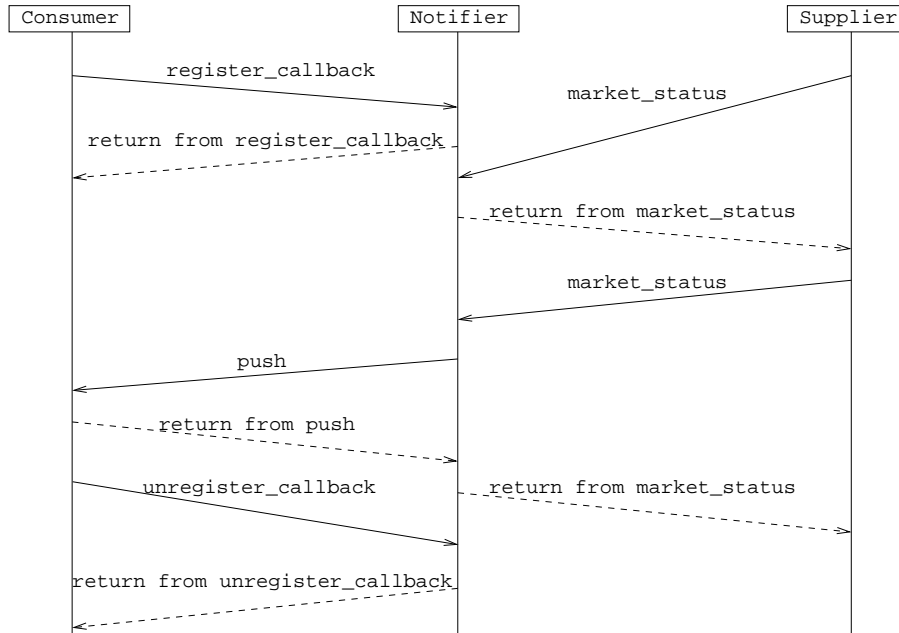 Consumer
Notifier
Supplier
register_callback
market_status
return from register_callback
return from market_status
market_status
push
return from push
unregister_callback
return from market_status
return from unregister_callback